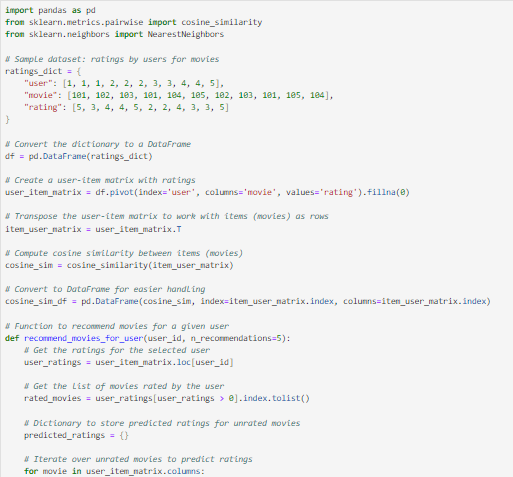 import pandas as pd
from sklearn.metrics.pairwise import cosine_similarity
from sklearn.neighbors import NearestNeighbors

# Sample dataset: ratings by users for movies
ratings_dict = {
    "user": [1, 1, 1, 2, 2, 2, 3, 3, 4, 4, 5],
    "movie": [101, 102, 103, 101, 104, 105, 102, 103, 101, 105, 104],
    "rating": [5, 3, 4, 4, 5, 2, 2, 4, 3, 3, 5]
}

# Convert the dictionary to a DataFrame
df = pd.DataFrame(ratings_dict)

# Create a user-item matrix with ratings
user_item_matrix = df.pivot(index='user', columns='movie', values='rating').fillna(0)

# Transpose the user-item matrix to work with items (movies) as rows
item_user_matrix = user_item_matrix.T

# Compute cosine similarity between items (movies)
cosine_sim = cosine_similarity(item_user_matrix)

# Convert to DataFrame for easier handling
cosine_sim_df = pd.DataFrame(cosine_sim, index=item_user_matrix.index, columns=item_user_matrix.index)

# Function to recommend movies for a given user
def recommend_movies_for_user(user_id, n_recommendations=5):
    # Get the ratings for the selected user
    user_ratings = user_item_matrix.loc[user_id]

    # Get the list of movies rated by the user
    rated_movies = user_ratings[user_ratings > 0].index.tolist()

    # Dictionary to store predicted ratings for unrated movies
    predicted_ratings = {}

    # Iterate over unrated movies to predict ratings
    for movie in user_item_matrix.columns: